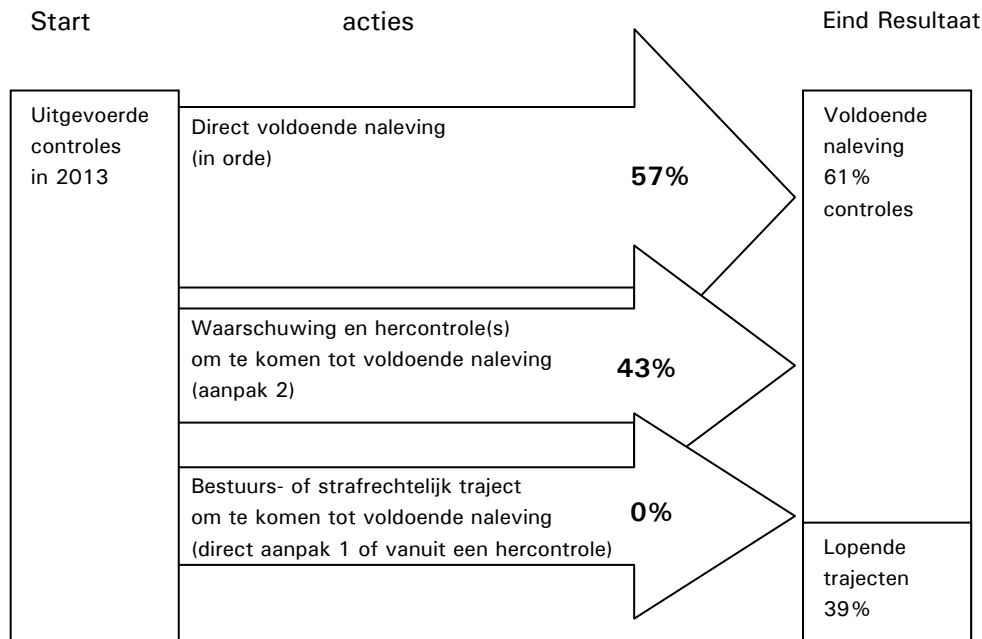 Start
acties
Eind Resultaat
Uitgevoerde
controles
in 2013
Direct voldoende naleving
(in orde)
57%
Waarschuwing en hercontrole(s)
om te komen tot voldoende naleving
(aanpak 2)
43%
Bestuurs- of strafrechtelijk traject
om te komen tot voldoende naleving
(direct aanpak 1 of vanuit een hercontrole)
0%
Voldoende
naleving
61%
controles
Lopende
trajecten
39%